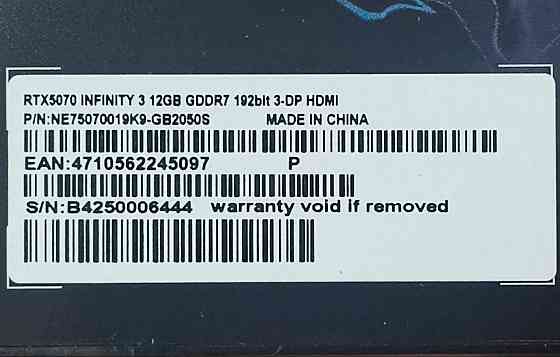 RTX5070 INFINITY 3 12GB GDDR7 192bit 3-DP HDMI
P/N:NE75070019K9-GB2050S MADE IN CHINA
EAN:4710562245097 P
S/N:B4250006444 warranty void if removed